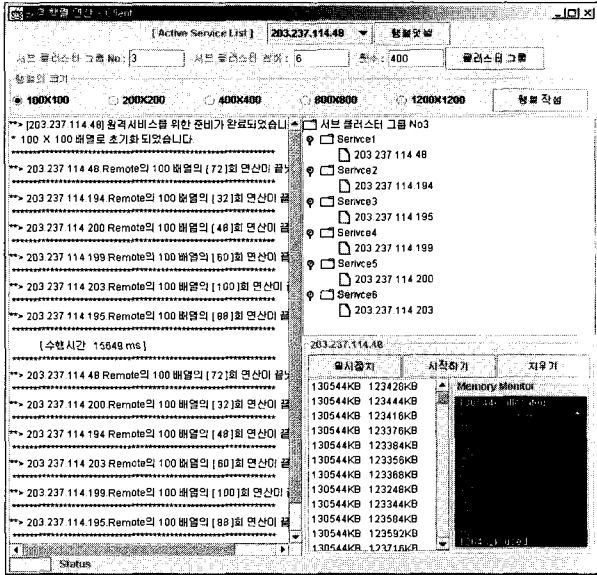 Client
[ Active Service List ] 203.237.114.48 행렬덧셈
서브 클러스터 그룹 No : 3 서브 클러스터 크기 : 6 횟수 : 400 클러스터 그룹
행렬의 크기
100X100 200X200 400X400 800X800 1200X1200 행렬 작성
**> [203.237.114.48] 원격서비스를 위한 준비가 완료되었습니
* 100 X 100 배열로 초기화 되었습니다
**> 203 237 114 48.Remote의 100 배열의 [72]회 연산이 끝
**> 203 237 114.194.Remote의 100 배열의 [32]회 연산이 끝
**> 203 237 114 200 Remote의 100 배열의 [48]회 연산이 끝
**> 203 237 114 199 Remote의 100 배열의 [60]회 연산이 끝
**> 203 237 114 203 Remote의 100 배열의 [100]회 연산이
**> 203 237 114 195 Remote의 100 배열의 [88]회 연산이 끝
[수행시간 15648 ms]
**> 203 237 114 48 Remote의 100 배열의 [72]회 연산이 끝
**> 203 237 114 200 Remote의 100 배열의 [32]회 연산이 끝
**> 203 237 114 194 Remote의 100 배열의 [48]회 연산이 끝
**> 203 237 114 203 Remote의 100 배열의 [60]회 연산이 끝
**> 203 237 114.199.Remote의 100 배열의 [100]회 연산이
**> 203.237.114.195.Remote의 100 배열의 [88]회 연산이 끝
Status
서브 클러스터 그룹 No3
Serivce1
203 237 114 48
Serivce2
203 237 114.194
Serivce3
203 237 114 195
Serivce4
203 237 114 199
Serivce5
203 237 114 200
Serivce6
203 237.114 203
203.237.114.48
일시정지 시작하기 지우기
130544KB 123428KB
130544KB 123444KB
130544KB 123416KB
130544KB 123376KB
130544KB 123384KB
130544KB 123356KB
130544KB 123368KB
130544KB 123248KB
130544KB 123344KB
130544KB 123584KB
130544KB 123592KB
130544KB 123716KB
Memory Monitor
used